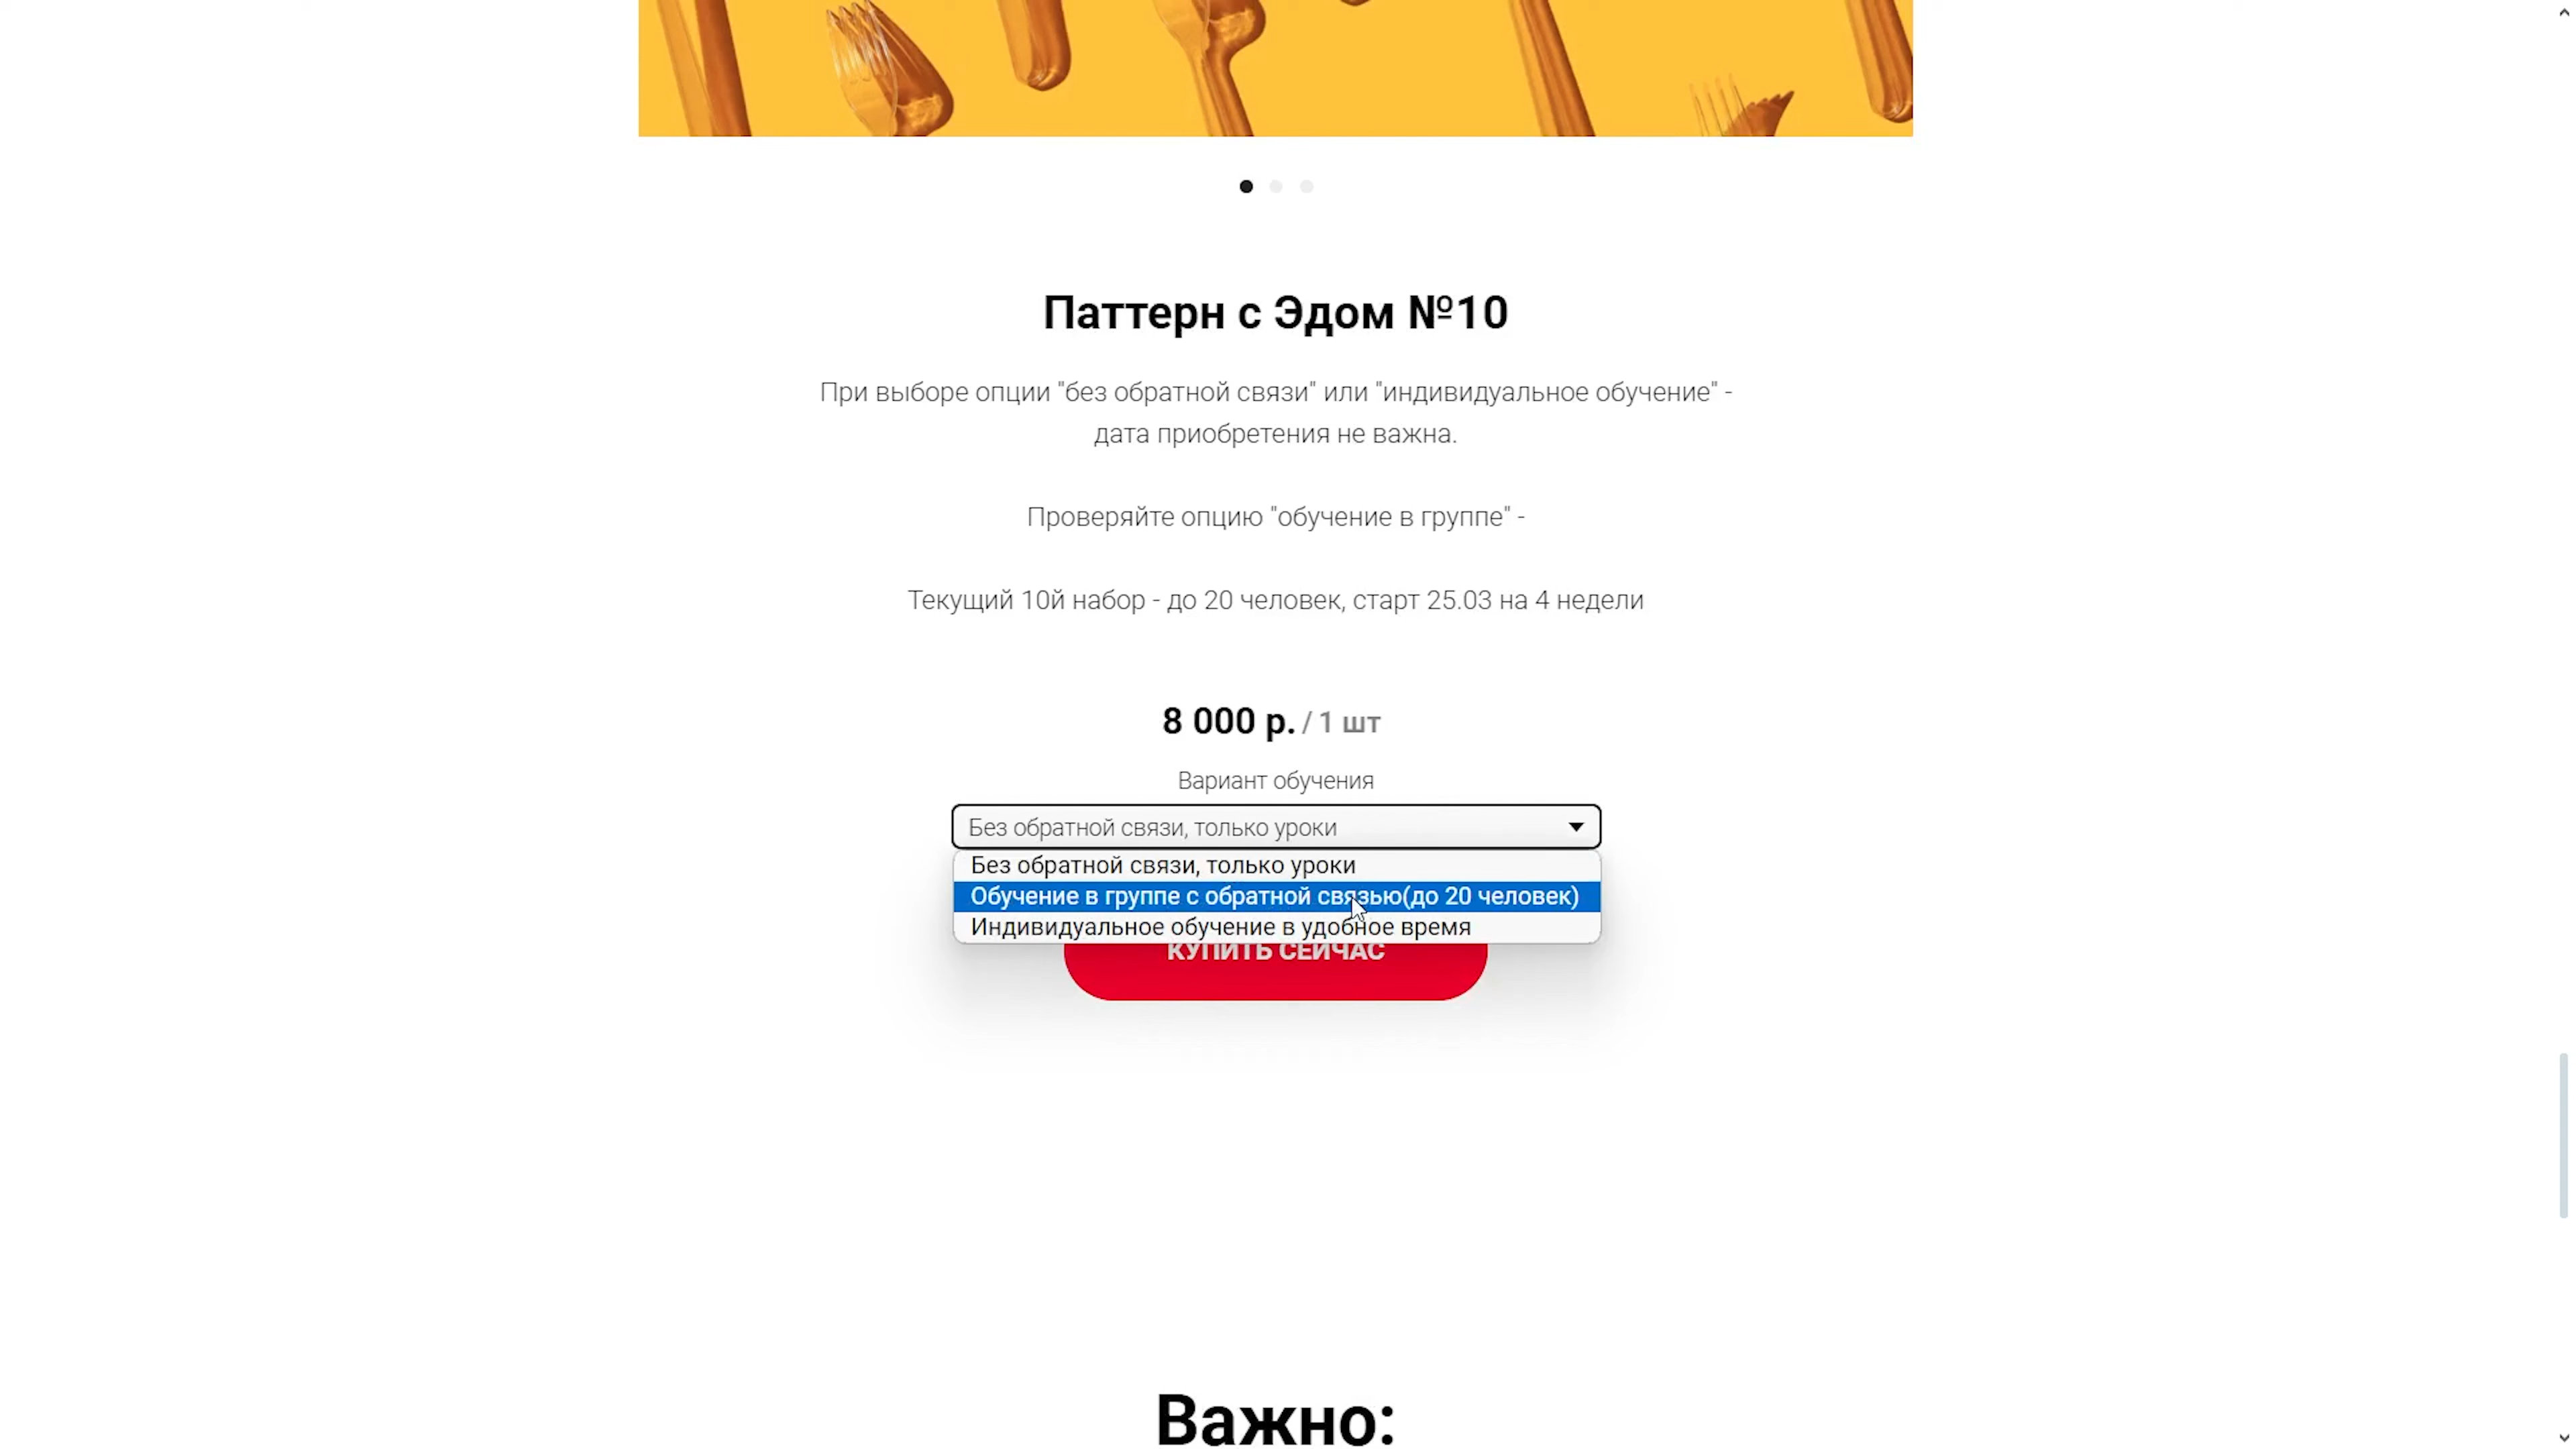 Паттерн с Эдом №10
При выборе опции "без обратной связи" или "индивидуальное обучение" -
дата приобретения не важна.
Проверяйте опцию "обучение в группе" -
Текущий 10й набор - до 20 человек, старт 25.03 на 4 недели
8 000 р. / 1 шт
Вариант обучения
Без обратной связи, только уроки
Без обратной связи, только уроки
Обучение в группе с обратной связью(до 20 человек)
Индивидуальное обучение в удобное время
КУПИТЬ СЕЙЧАС
Важно: